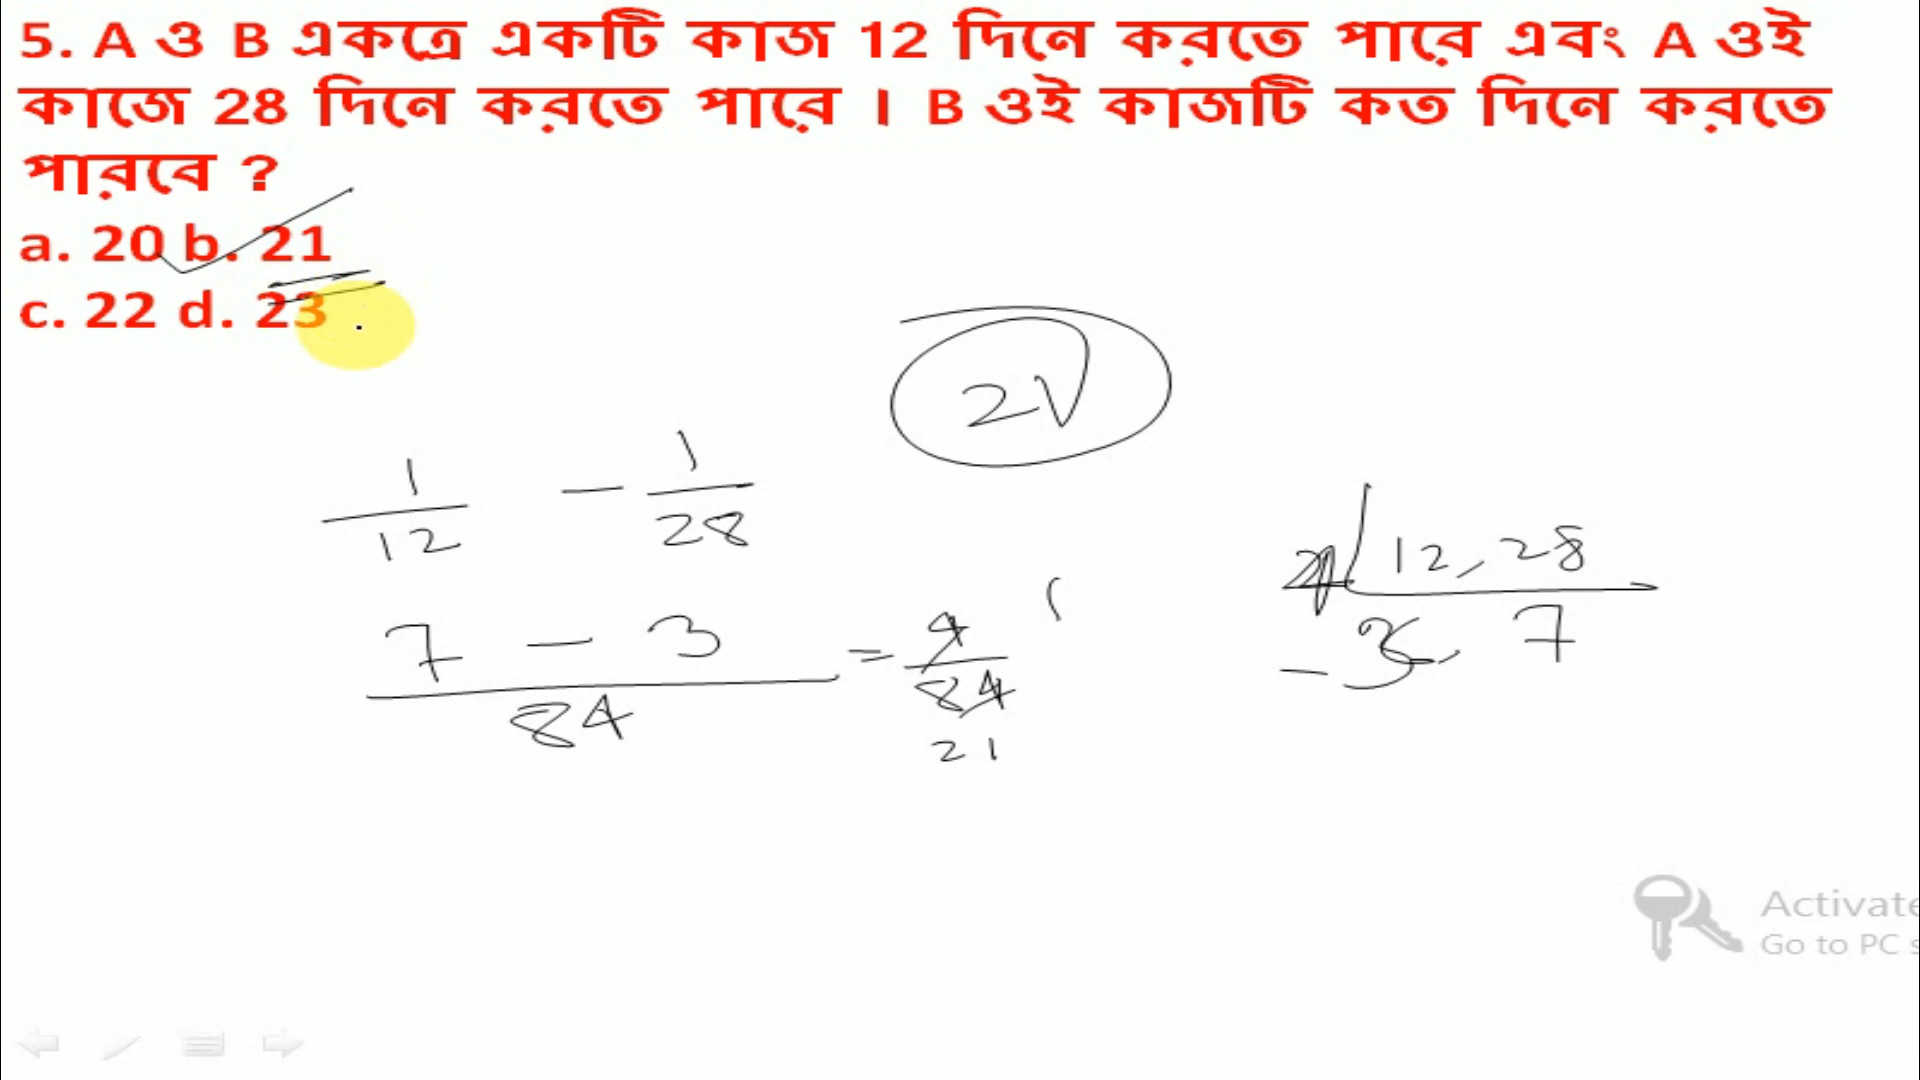 5. A ও B একত্রে একটি কাজ 12 দিনে করতে পারে এবং A ওই
কাজে 28 দিনে করতে পারে । B ওই কাজটি কত দিনে করতে
পারবে ?
a. 20 b. 21
c. 22 d. 23
21
1/12 - 1/28
4 | 12, 28
3, 7
7 - 3 / 84 = 4/84 1
21
Activate
Go to PC s